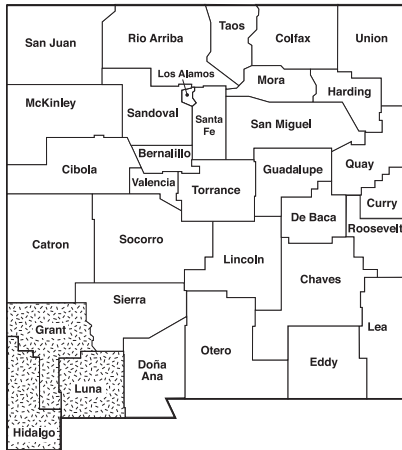 San Juan
Rio Arriba
Taos
Colfax
Union
Los Alamos
Mora
Harding
McKinley
Sandoval
Santa
Fe
San Miguel
Bernalillo
Cibola
Valencia
Torrance
Guadalupe
Quay
Curry
De Baca
Roosevelt
Catron
Socorro
Lincoln
Chaves
Sierra
Grant
Lea
Luna
Doña
Ana
Otero
Eddy
Hidalgo